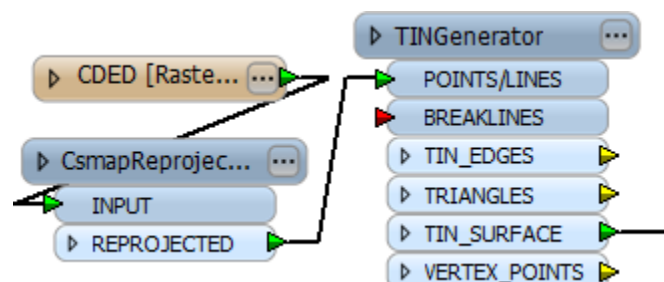 CDED [Raste...
CsmapReprojec...
INPUT
REPROJECTED
TINGenerator
POINTS/LINES
BREAKLINES
TIN_EDGES
TRIANGLES
TIN_SURFACE
VERTEX_POINTS